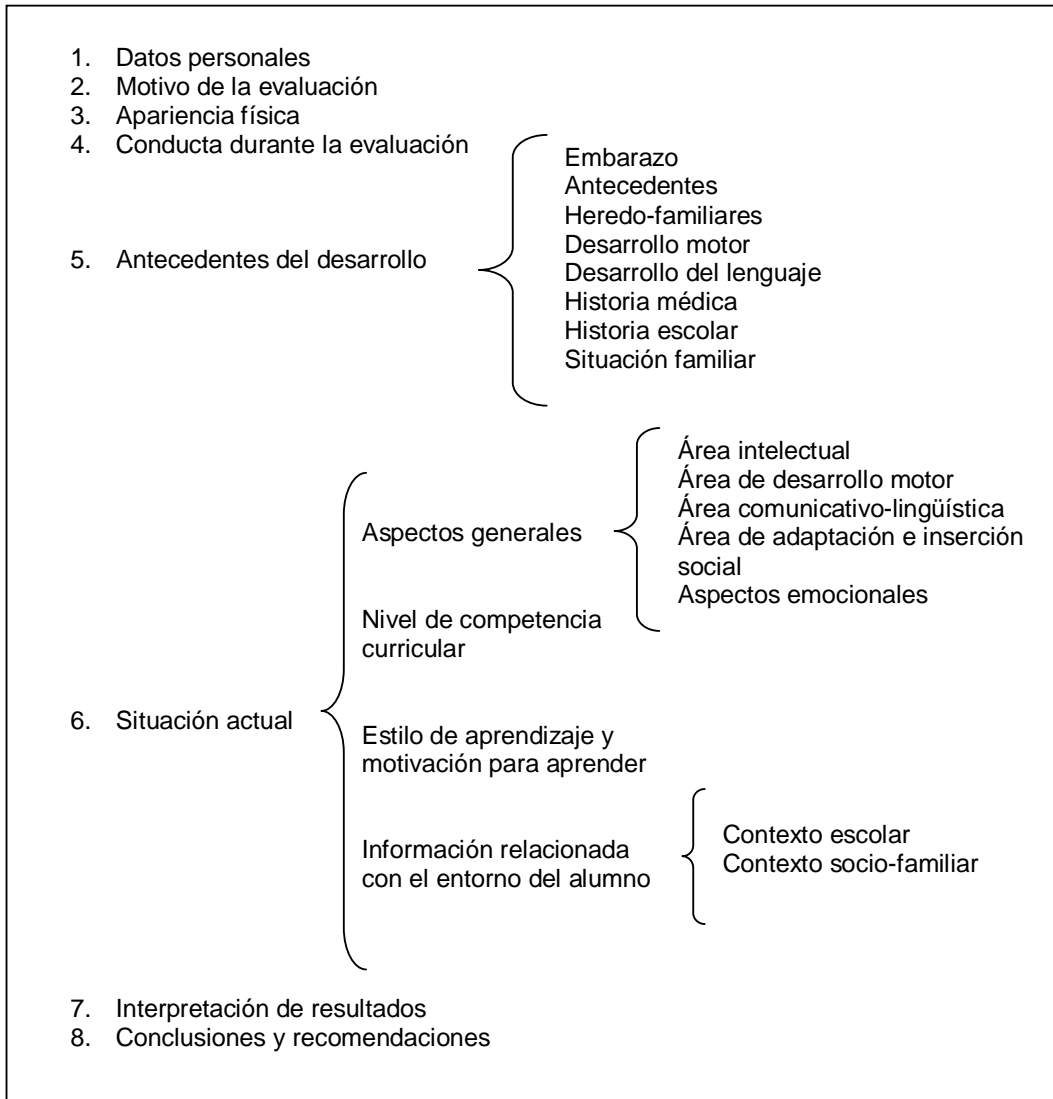 1. Datos personales
2. Motivo de la evaluación
3. Apariencia física
4. Conducta durante la evaluación
5. Antecedentes del desarrollo
Embarazo
Antecedentes
Heredo-familiares
Desarrollo motor
Desarrollo del lenguaje
Historia médica
Historia escolar
Situación familiar
6. Situación actual
Aspectos generales
Área intelectual
Área de desarrollo motor
Área comunicativo-lingüística
Área de adaptación e inserción
social
Aspectos emocionales
Nivel de competencia
curricular
Estilo de aprendizaje y
motivación para aprender
Información relacionada
con el entorno del alumno
Contexto escolar
Contexto socio-familiar
7. Interpretación de resultados
8. Conclusiones y recomendaciones